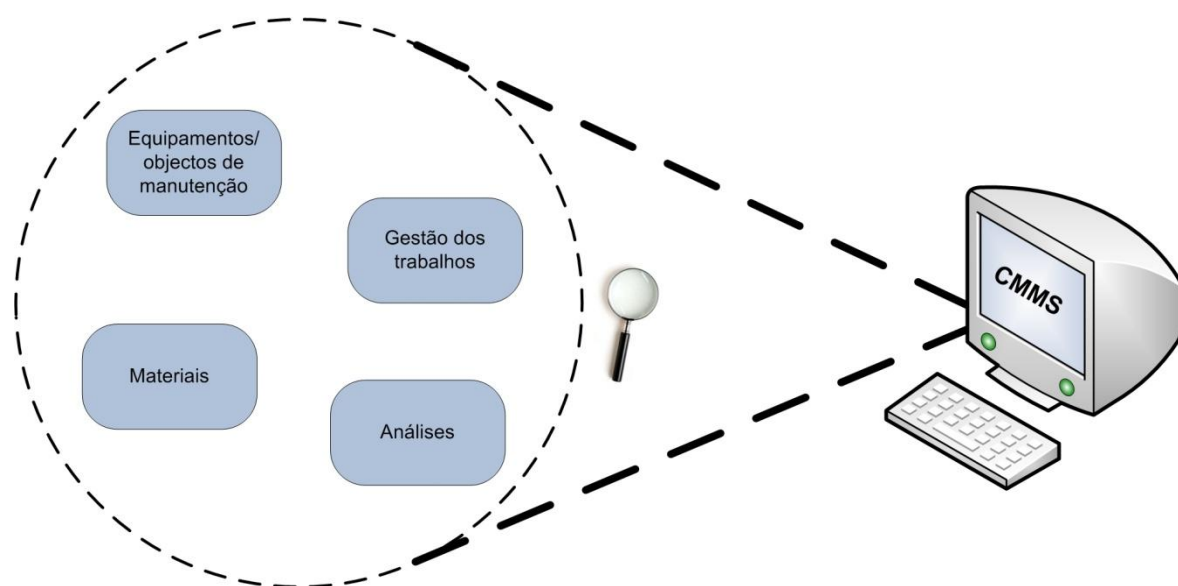 Equipamentos/
objectos de
manutenção
Gestão dos
trabalhos
CMMS
Materiais
Análises